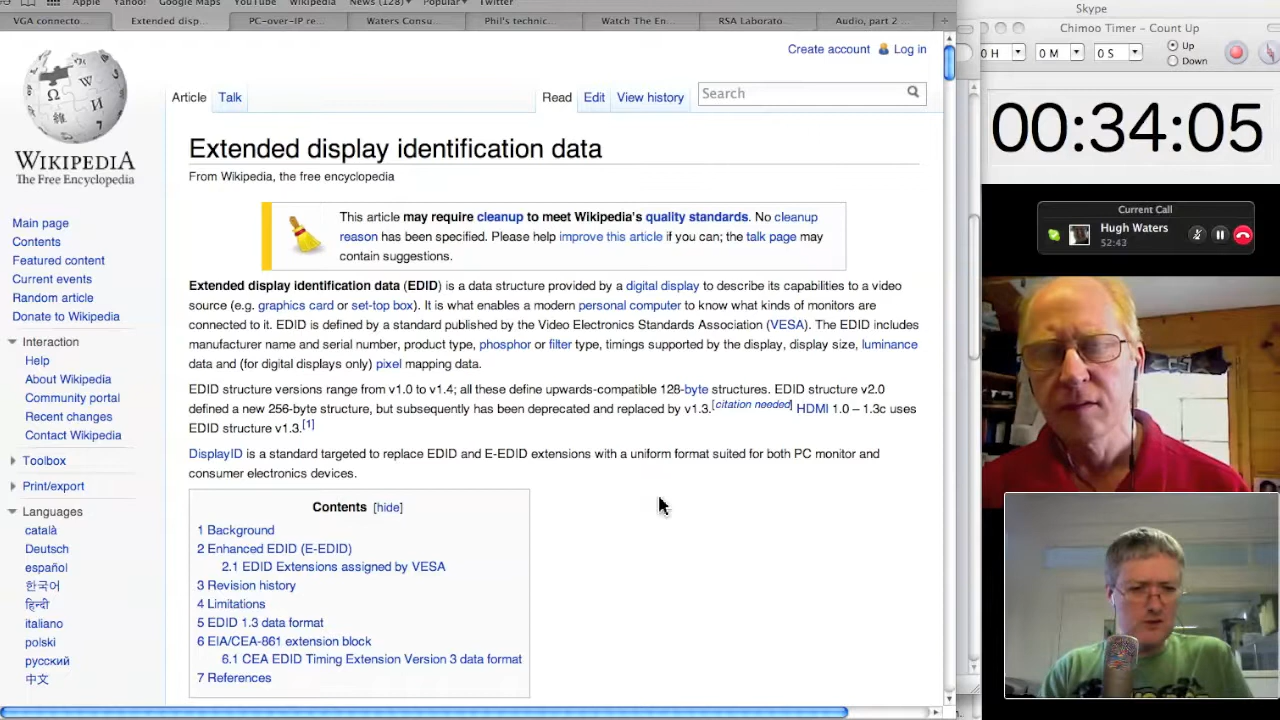 Apple Yahoo! Google Maps YouTube Wikipedia News (128) Popular Twitter
VGA connecto... Extended disp... PC-over-IP re... Waters Consu... Phil's technic... Watch The En... RSA Laborato... Audio, part 2 ...
Skype
Chimoo Timer – Count Up
0 H 0 M 0 S Up Down
00:34:05
Current Call
Hugh Waters
52:43
Create account Log in
Article Talk Read Edit View history Search
WIKIPEDIA
The Free Encyclopedia
Main page
Contents
Featured content
Current events
Random article
Donate to Wikipedia
Interaction
Help
About Wikipedia
Community portal
Recent changes
Contact Wikipedia
Toolbox
Print/export
Languages
català
Deutsch
español
한국어
हिन्दी
italiano
polski
русский
中文
Extended display identification data
From Wikipedia, the free encyclopedia
This article may require cleanup to meet Wikipedia's quality standards. No cleanup
reason has been specified. Please help improve this article if you can; the talk page may
contain suggestions.
Extended display identification data (EDID) is a data structure provided by a digital display to describe its capabilities to a video
source (e.g. graphics card or set-top box). It is what enables a modern personal computer to know what kinds of monitors are
connected to it. EDID is defined by a standard published by the Video Electronics Standards Association (VESA). The EDID includes
manufacturer name and serial number, product type, phosphor or filter type, timings supported by the display, display size, luminance
data and (for digital displays only) pixel mapping data.
EDID structure versions range from v1.0 to v1.4; all these define upwards-compatible 128-byte structures. EDID structure v2.0
defined a new 256-byte structure, but subsequently has been deprecated and replaced by v1.3.[citation needed] HDMI 1.0 – 1.3c uses
EDID structure v1.3.[1]
DisplayID is a standard targeted to replace EDID and E-EDID extensions with a uniform format suited for both PC monitor and
consumer electronics devices.
Contents [hide]
1 Background
2 Enhanced EDID (E-EDID)
2.1 EDID Extensions assigned by VESA
3 Revision history
4 Limitations
5 EDID 1.3 data format
6 EIA/CEA-861 extension block
6.1 CEA EDID Timing Extension Version 3 data format
7 References